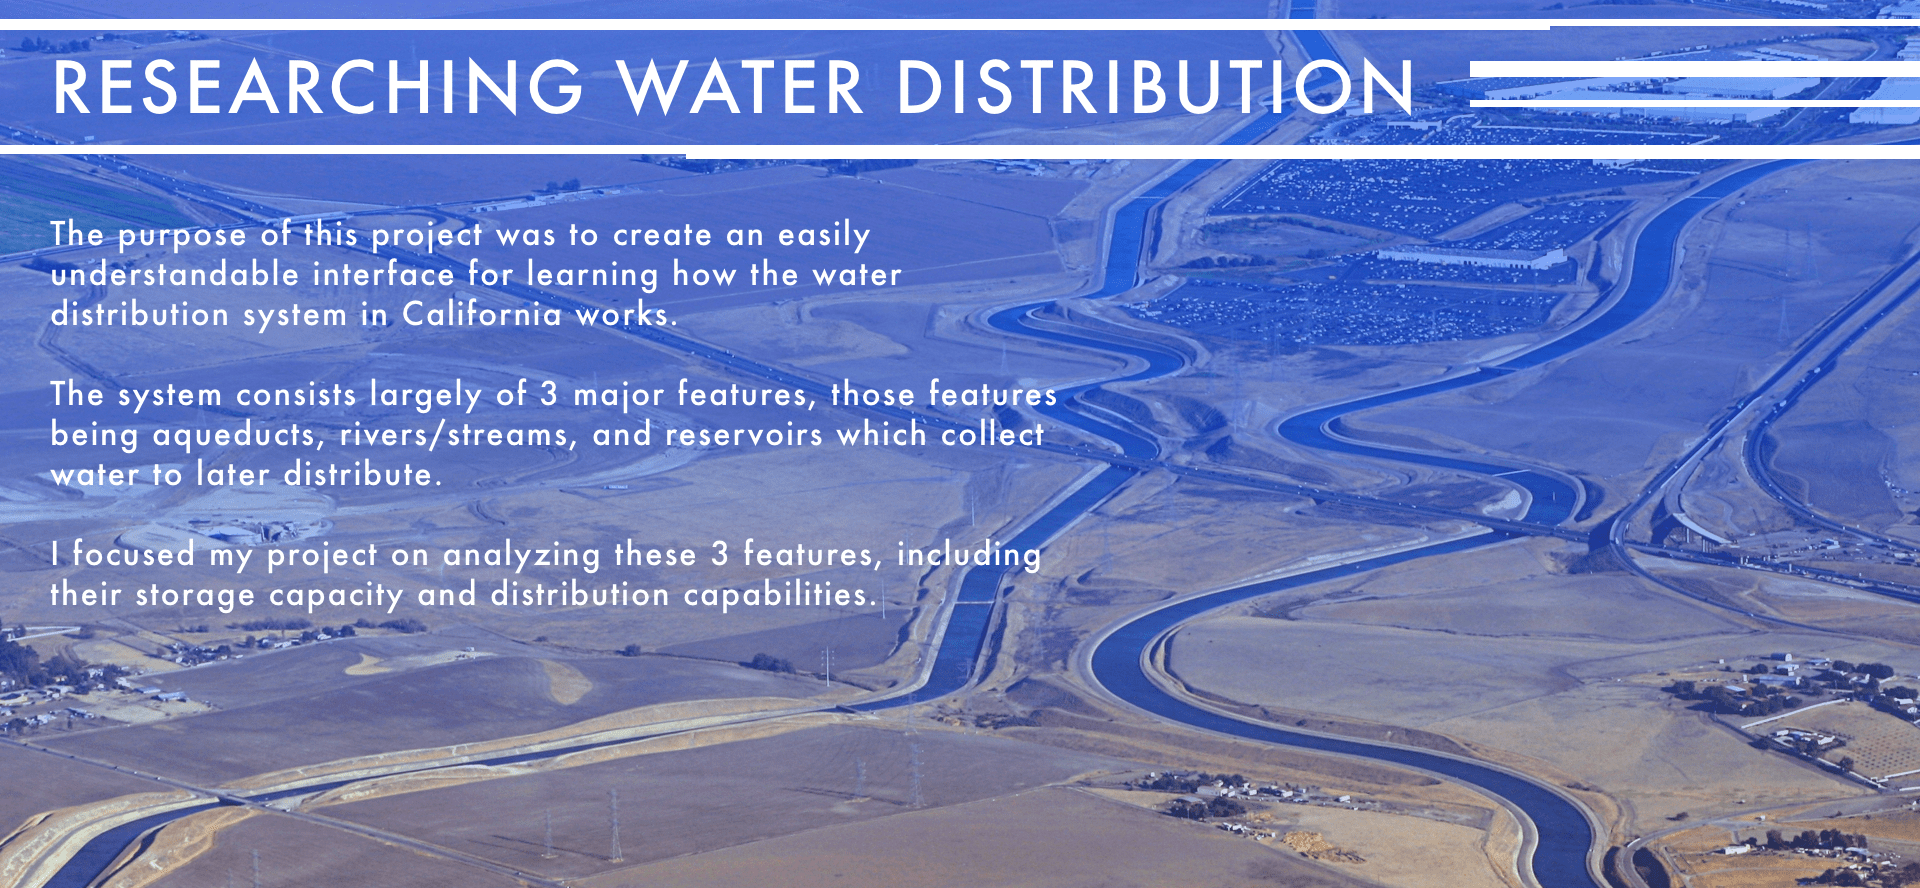 RESEARCHING WATER DISTRIBUTION
The purpose of this project was to create an easily
understandable interface for learning how the water
distribution system in California works.
The system consists largely of 3 major features, those features
being aqueducts, rivers/streams, and reservoirs which collect
water to later distribute.
I focused my project on analyzing these 3 features, including
their storage capacity and distribution capabilities.